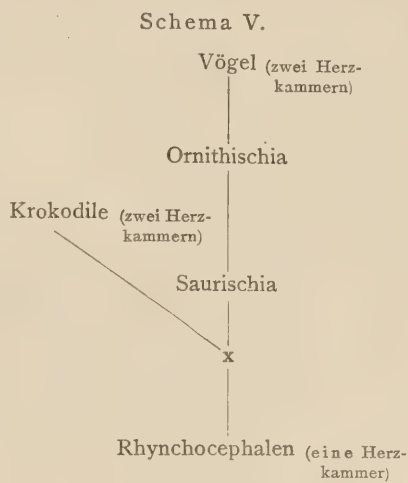 Schema V.
Vögel (zwei Herz-
kammern)
Ornithischia
Krokodile (zwei Herz-
kammern)
Saurischia
x
Rhynchocephalen (eine Herz-
kammer)